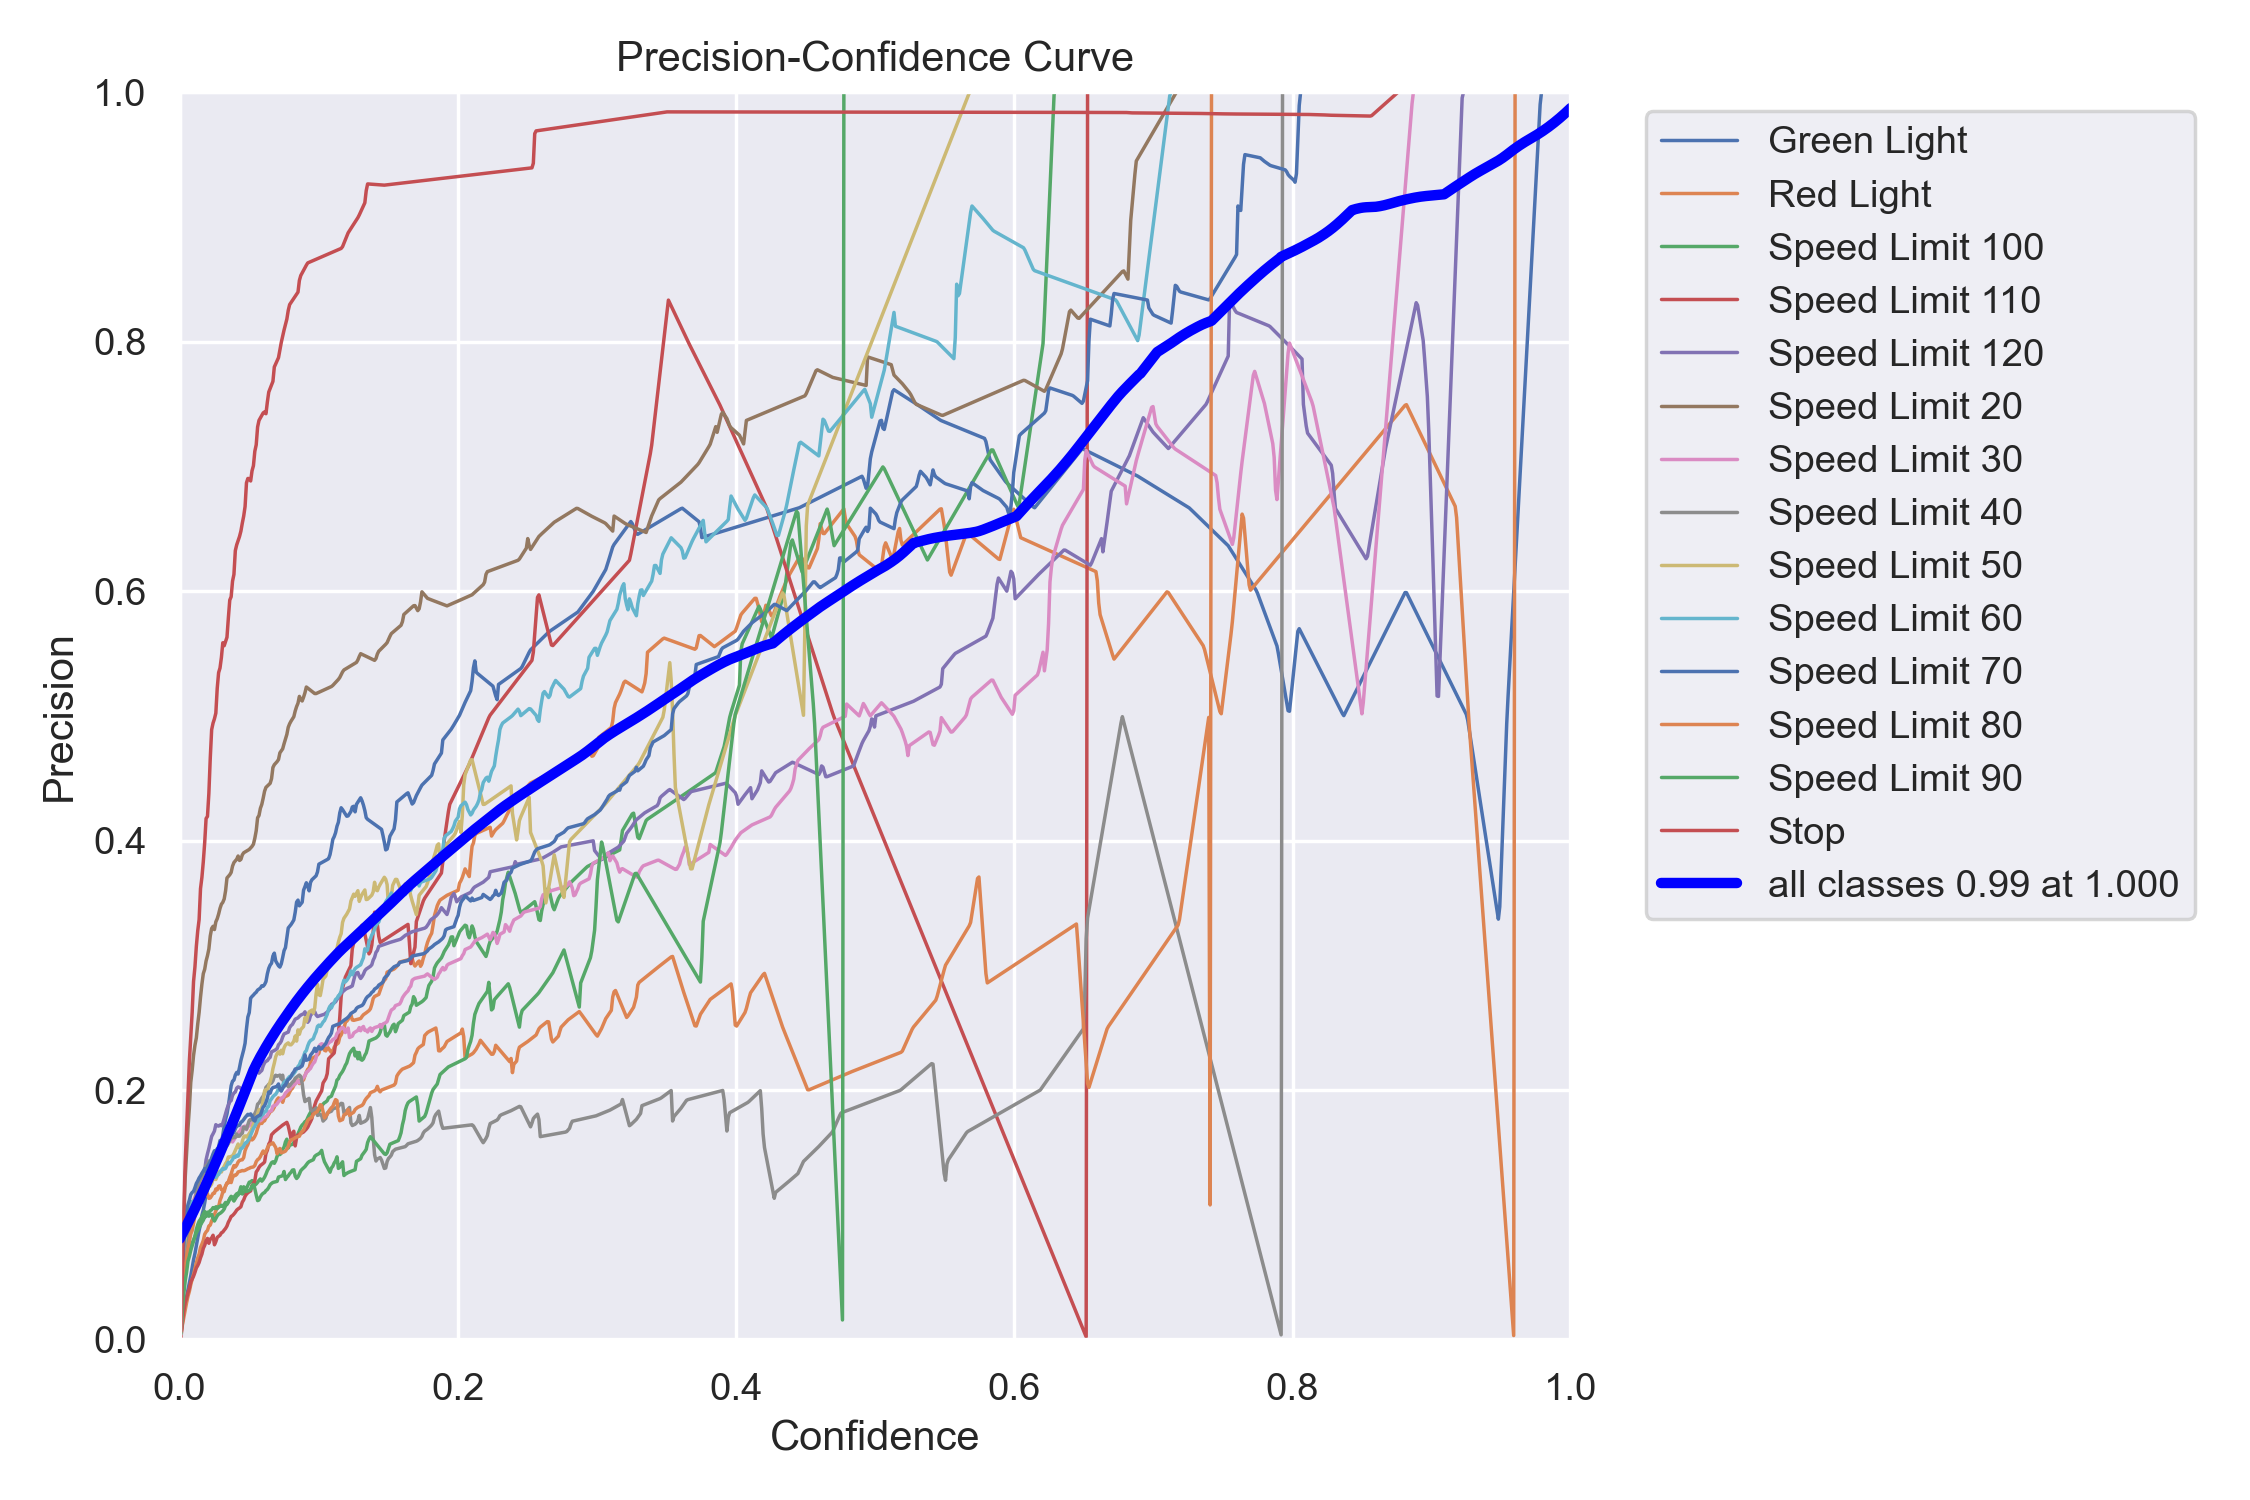 Precision-Confidence Curve
1.0
0.8
0.6
0.4
0.2
0.0
Precision
0.0 0.2 0.4 0.6 0.8 1.0
Confidence
Green Light
Red Light
Speed Limit 100
Speed Limit 110
Speed Limit 120
Speed Limit 20
Speed Limit 30
Speed Limit 40
Speed Limit 50
Speed Limit 60
Speed Limit 70
Speed Limit 80
Speed Limit 90
Stop
all classes 0.99 at 1.000